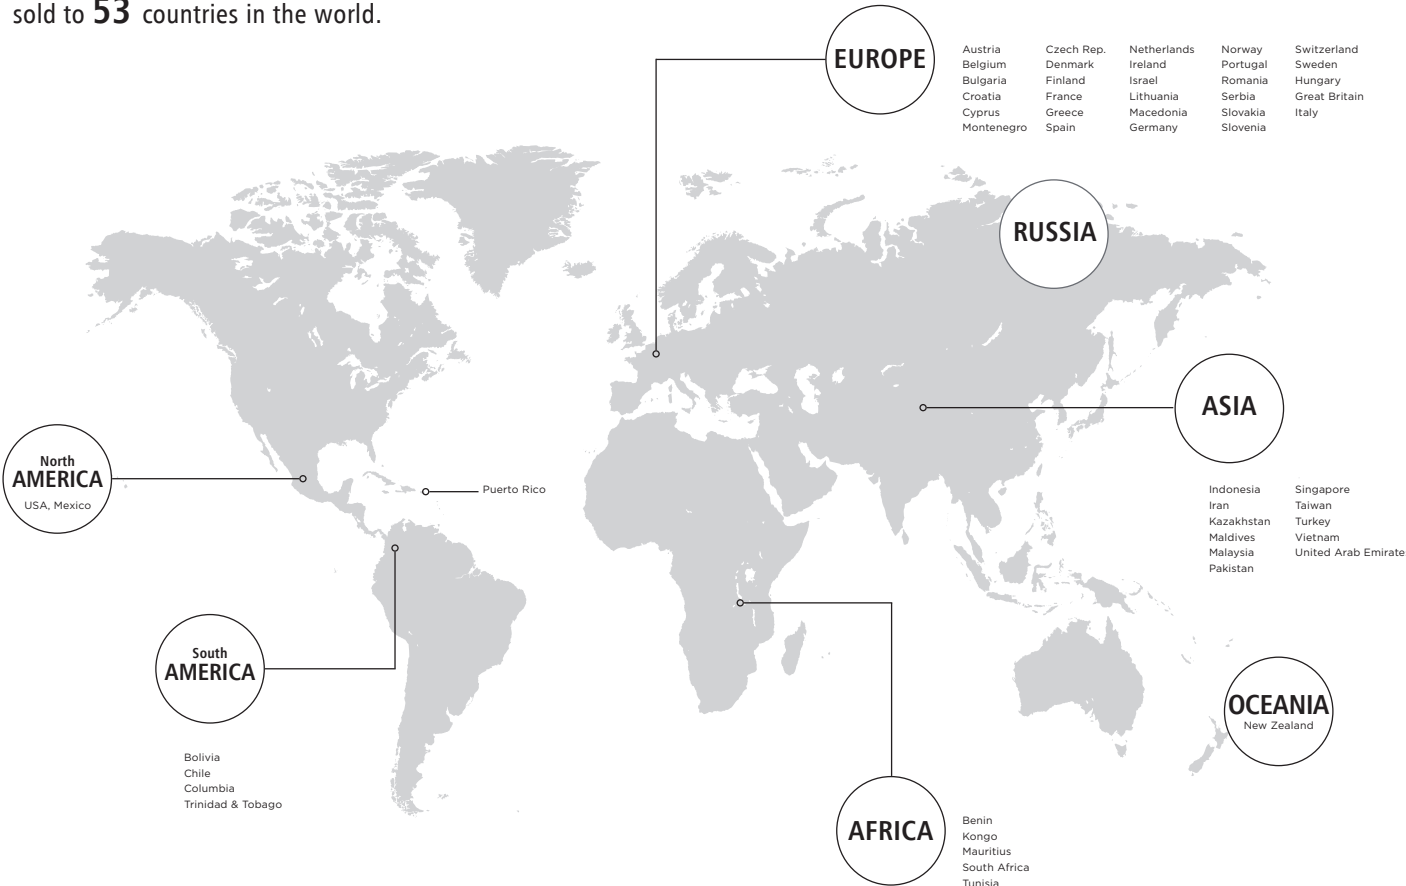 sold to 53 countries in the world.
EUROPE
Austria
Belgium
Bulgaria
Croatia
Cyprus
Montenegro
Czech Rep.
Denmark
Finland
France
Greece
Spain
Netherlands
Ireland
Israel
Lithuania
Macedonia
Germany
Norway
Portugal
Romania
Serbia
Slovakia
Slovenia
Switzerland
Sweden
Hungary
Great Britain
Italy
RUSSIA
ASIA
Indonesia
Iran
Kazakhstan
Maldives
Malaysia
Pakistan
Singapore
Taiwan
Turkey
Vietnam
United Arab Emirate
North
AMERICA
USA, Mexico
Puerto Rico
South
AMERICA
Bolivia
Chile
Columbia
Trinidad & Tobago
OCEANIA
New Zealand
AFRICA
Benin
Kongo
Mauritius
South Africa
Tunisia